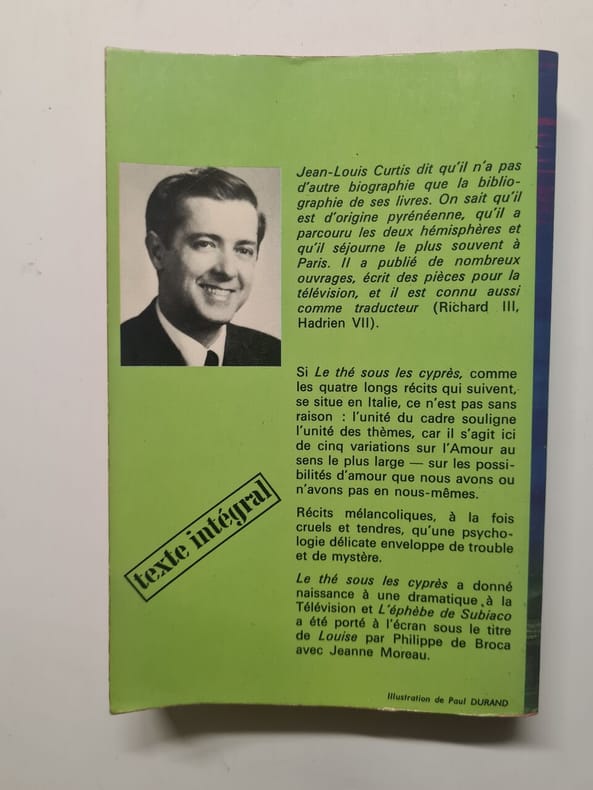 Jean-Louis Curtis dit qu'il n'a pas
d'autre biographie que la biblio-
graphie de ses livres. On sait qu'il
est d'origine pyrénéenne, qu'il a
parcouru les deux hémisphères et
qu'il séjourne le plus souvent à
Paris. Il a publié de nombreux
ouvrages, écrit des pièces pour la
télévision, et il est connu aussi
comme traducteur (Richard III,
Hadrien VII).
Si Le thé sous les cyprès, comme
les quatre longs récits qui suivent,
se situe en Italie, ce n'est pas sans
raison : l'unité du cadre souligne
l'unité des thèmes, car il s'agit ici
de cinq variations sur l'Amour au
sens le plus large — sur les possi-
bilités d'amour que nous avons ou
n'avons pas en nous-mêmes.
Récits mélancoliques, à la fois
cruels et tendres, qu'une psycho-
logie délicate enveloppe de trouble
et de mystère.
Le thé sous les cyprès a donné
naissance à une dramatique à la
Télévision et L'éphèbe de Subiaco
a été porté à l'écran sous le titre
de Louise par Philippe de Broca
avec Jeanne Moreau.
texte intégral
Illustration de Paul DURAND